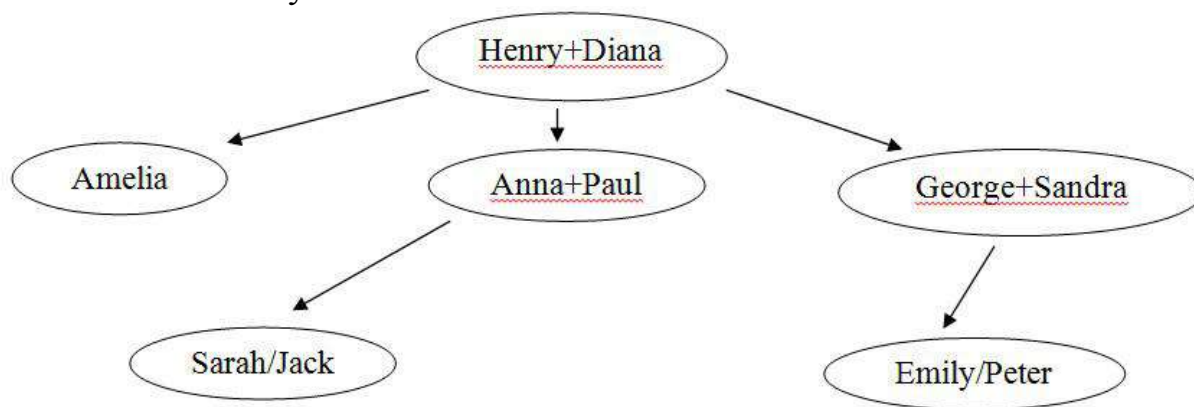 Henry+Diana
Amelia
Anna+Paul
George+Sandra
Sarah/Jack
Emily/Peter